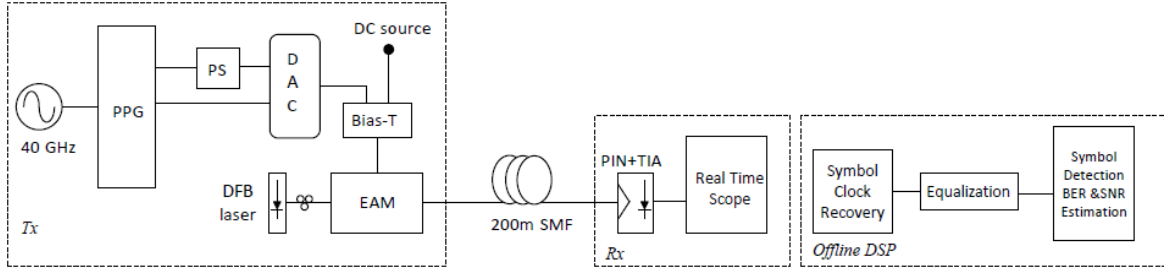 DC source
D
A
C
PS
PPG
Bias-T
40 GHz
DFB
laser
EAM
Tx
200m SMF
PIN+TIA
Real Time
Scope
Rx
Symbol
Clock
Recovery
Equalization
Symbol
Detection
BER &SNR
Estimation
Offline DSP